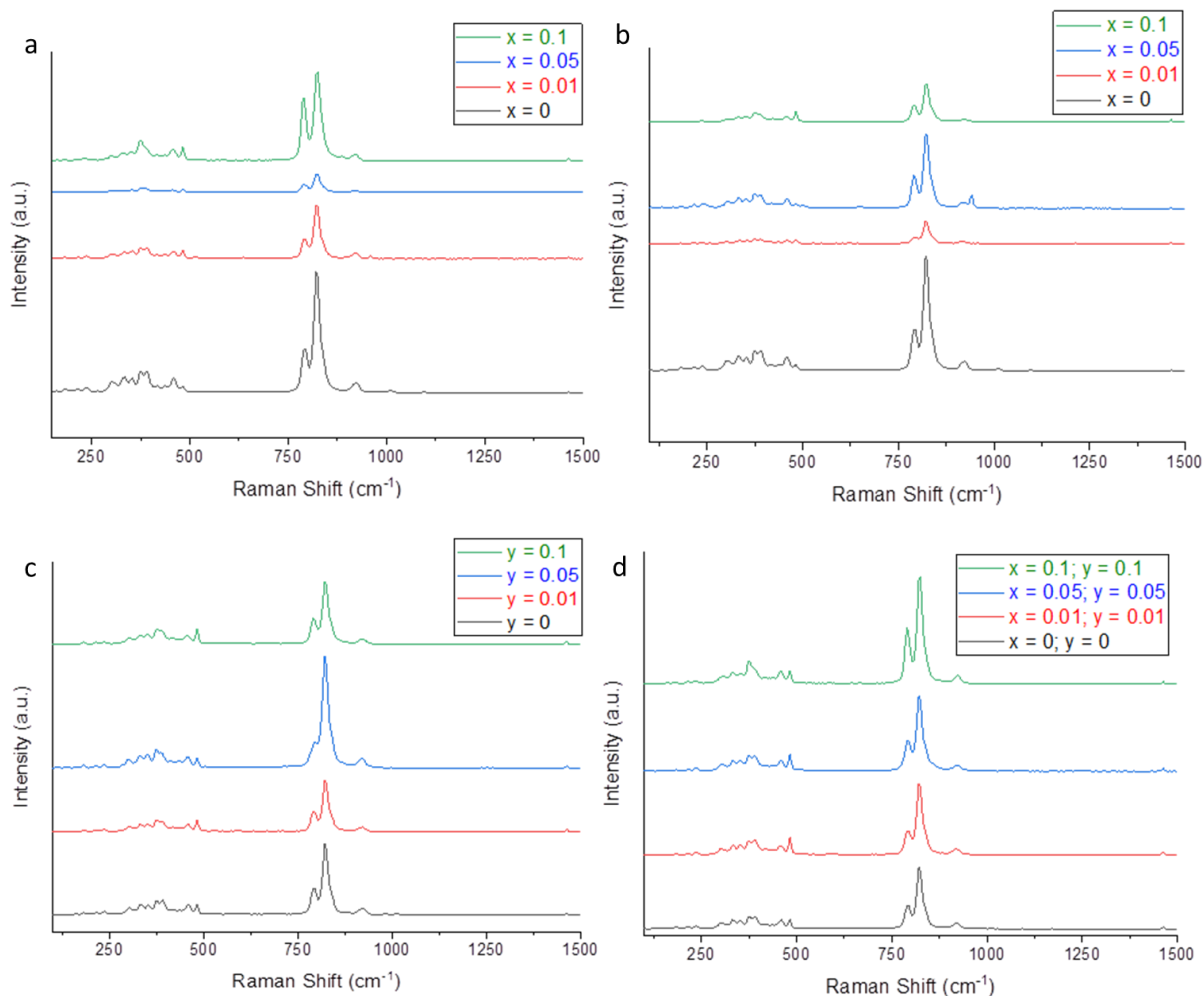 a
x = 0.1
x = 0.05
x = 0.01
x = 0
Intensity (a.u.)
250 500 750 1000 1250 1500
Raman Shift (cm⁻¹)
b
x = 0.1
x = 0.05
x = 0.01
x = 0
Intensity (a.u.)
250 500 750 1000 1250 1500
Raman Shift (cm⁻¹)
c
y = 0.1
y = 0.05
y = 0.01
y = 0
Intensity (a.u.)
250 500 750 1000 1250 1500
Raman Shift (cm⁻¹)
d
x = 0.1; y = 0.1
x = 0.05; y = 0.05
x = 0.01; y = 0.01
x = 0; y = 0
Intensity (a.u.)
250 500 750 1000 1250 1500
Raman Shift (cm⁻¹)